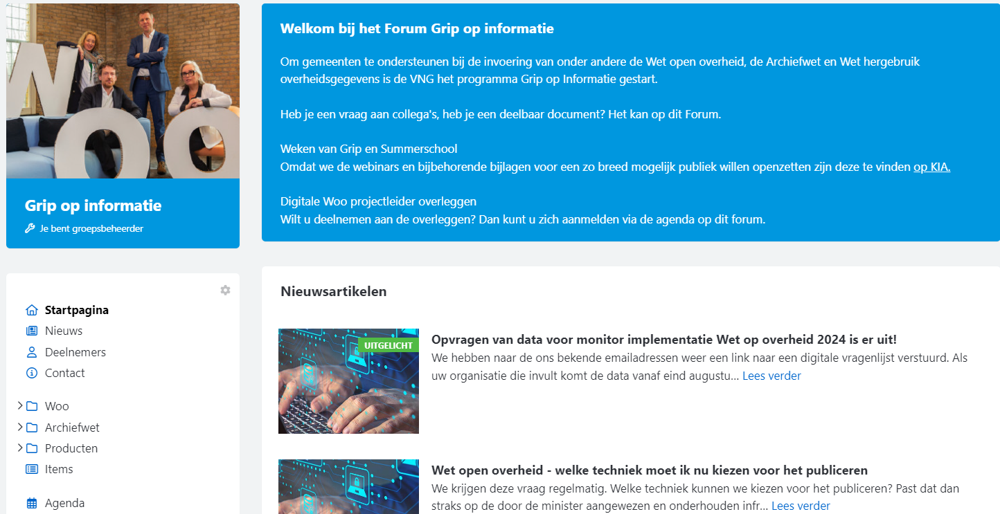 WOO
Grip op informatie
Je bent groepsbeheerder
Startpagina
Nieuws
Deelnemers
Contact
Woo
Archiefwet
Producten
Items
Agenda
Welkom bij het Forum Grip op informatie
Om gemeenten te ondersteunen bij de invoering van onder andere de Wet open overheid, de Archiefwet en Wet hergebruik
overheidsgegevens is de VNG het programma Grip op Informatie gestart.
Heb je een vraag aan collega's, heb je een deelbaar document? Het kan op dit Forum.
Weken van Grip en Summerschool
Omdat we de webinars en bijbehorende bijlagen voor een zo breed mogelijk publiek willen openzetten zijn deze te vinden op KIA.
Digitale Woo projectleider overleggen
Wilt u deelnemen aan de overleggen? Dan kunt u zich aanmelden via de agenda op dit forum.
Nieuwsartikelen
UITGELICHT
Opvragen van data voor monitor implementatie Wet op overheid 2024 is er uit!
We hebben naar de ons bekende emailadressen weer een link naar een digitale vragenlijst verstuurd. Als
uw organisatie die invult komt de data vanaf eind augustu... Lees verder
Wet open overheid - welke techniek moet ik nu kiezen voor het publiceren
We krijgen deze vraag regelmatig. Welke techniek kunnen we kiezen voor het publiceren? Past dat dan
straks op de door de minister aangewezen en onderhouden infr... Lees verder